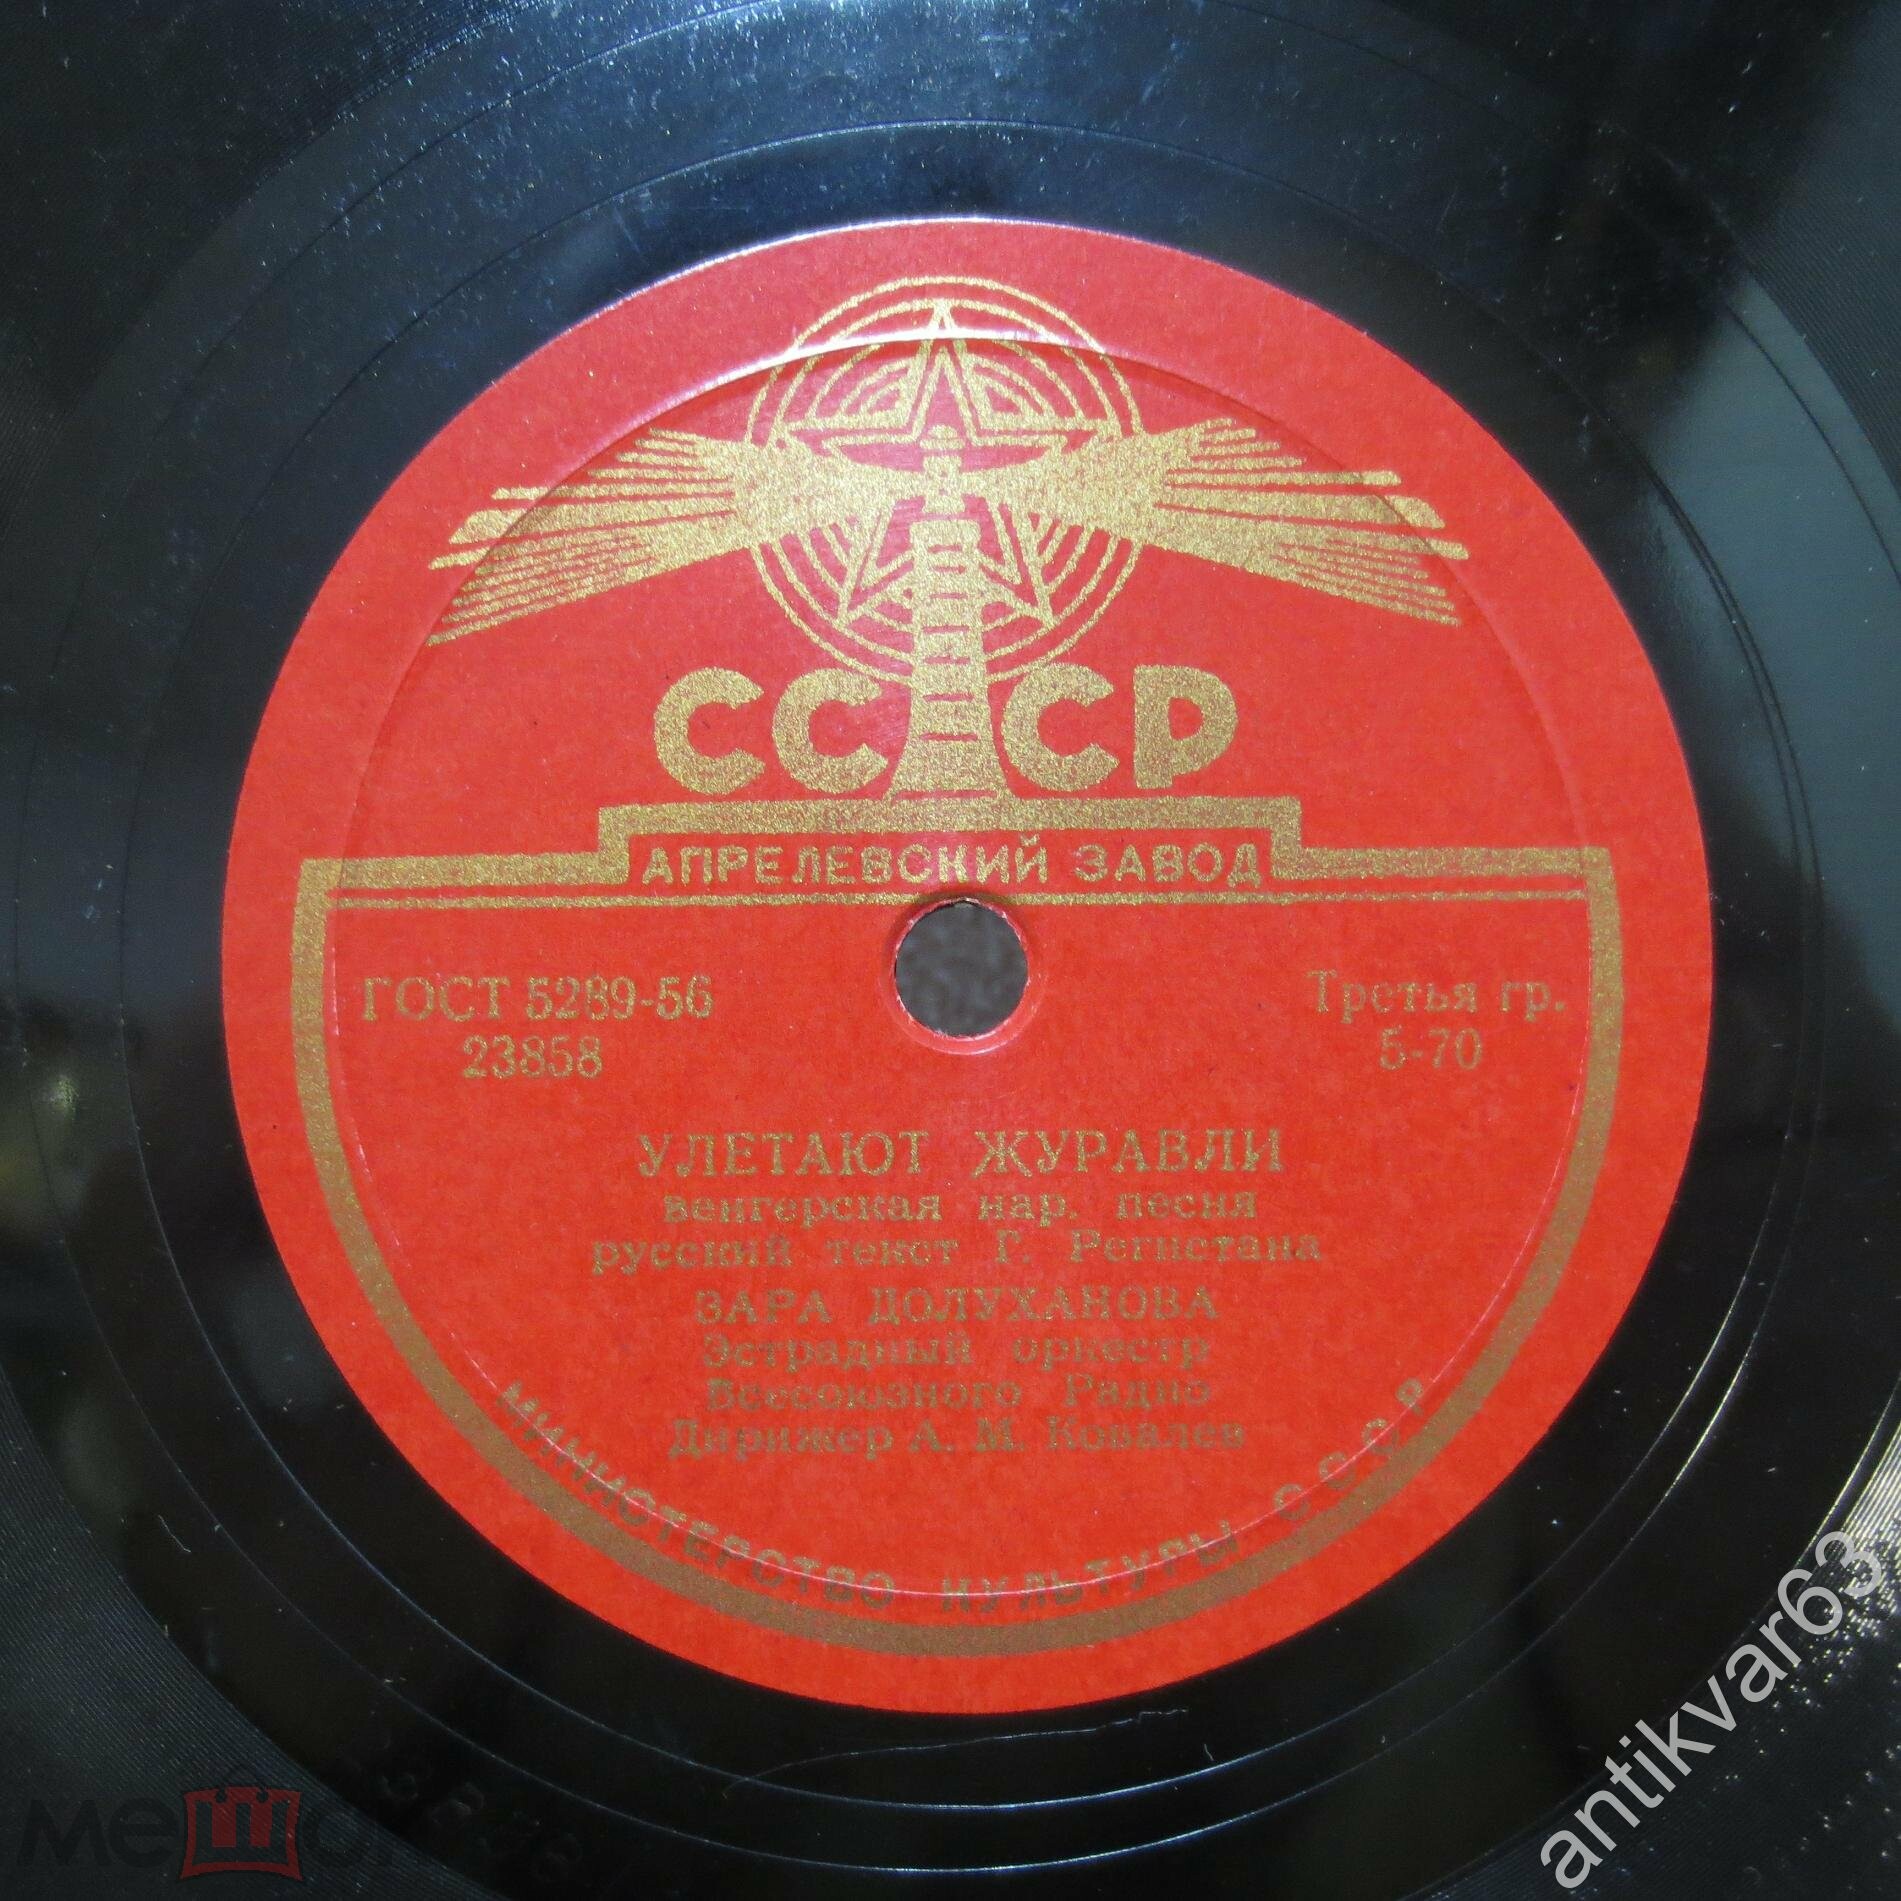 СССР
АПРЕЛЕВСКИЙ ЗАВОД
ГОСТ 5289-56
23858
Третья гр.
5-70
УЛЕТАЮТ ЖУРАВЛИ
венгерская нар. песня
русский текст Г. Регистана
ЗАРА ДОЛУХАНОВА
Эстрадный оркестр
Всесоюзного Радио
Дирижер А. М. Ковалев
МИНИСТЕРСТВО КУЛЬТУРЫ СССР
antikvar63